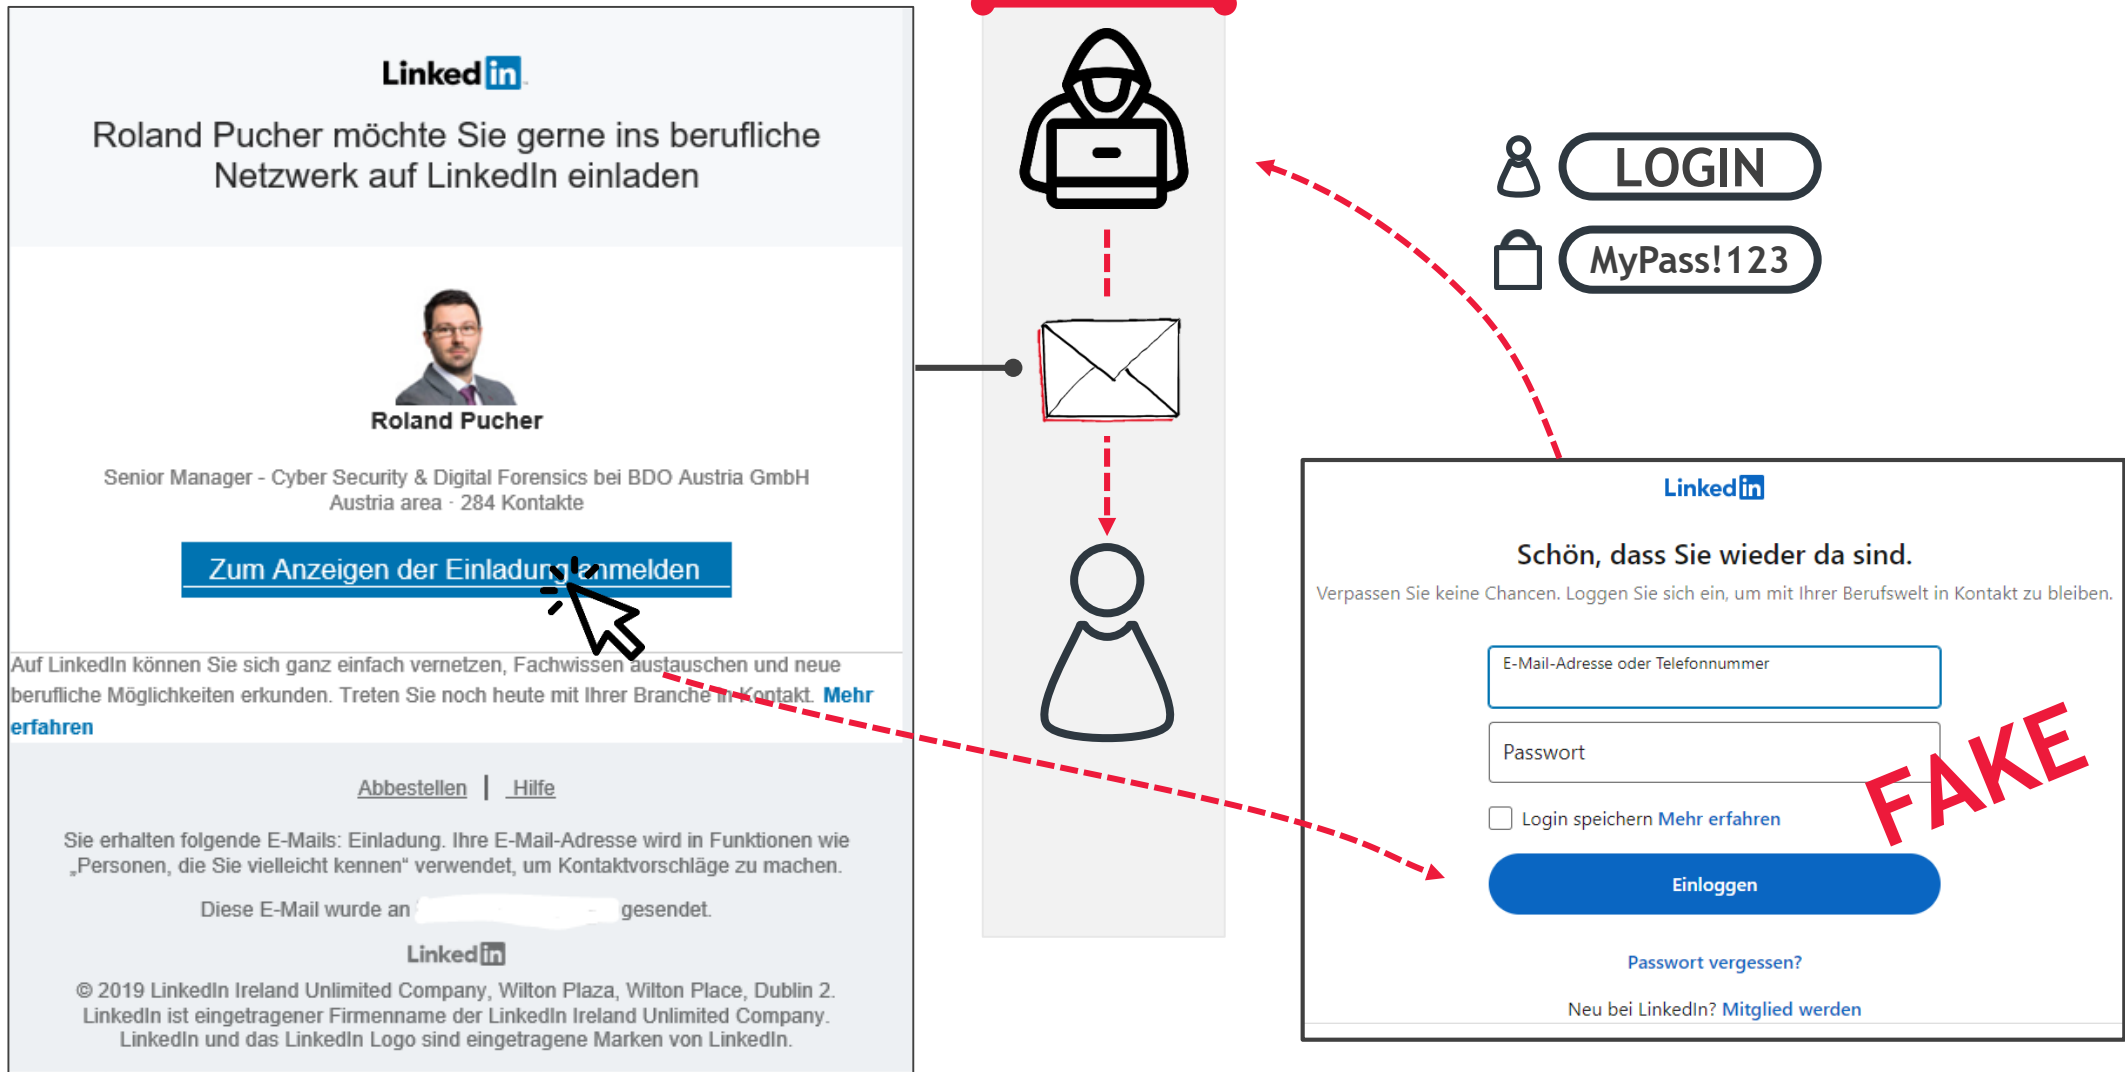 Linked in
Roland Pucher möchte Sie gerne ins berufliche
Netzwerk auf LinkedIn einladen
Roland Pucher
Senior Manager - Cyber Security & Digital Forensics bei BDO Austria GmbH
Austria area · 284 Kontakte
Zum Anzeigen der Einladung anmelden
Auf LinkedIn können Sie sich ganz einfach vernetzen, Fachwissen austauschen und neue
berufliche Möglichkeiten erkunden. Treten Sie noch heute mit Ihrer Branche in Kontakt. Mehr
erfahren
Abbestellen | Hilfe
Sie erhalten folgende E-Mails: Einladung. Ihre E-Mail-Adresse wird in Funktionen wie
„Personen, die Sie vielleicht kennen“ verwendet, um Kontaktvorschläge zu machen.
Diese E-Mail wurde an gesendet.
Linked in
© 2019 LinkedIn Ireland Unlimited Company, Wilton Plaza, Wilton Place, Dublin 2.
LinkedIn ist eingetragener Firmenname der LinkedIn Ireland Unlimited Company.
LinkedIn und das LinkedIn Logo sind eingetragene Marken von LinkedIn.
LOGIN
MyPass!123
Linked in
Schön, dass Sie wieder da sind.
Verpassen Sie keine Chancen. Loggen Sie sich ein, um mit Ihrer Berufswelt in Kontakt zu bleiben.
E-Mail-Adresse oder Telefonnummer
Passwort
FAKE
Login speichern Mehr erfahren
Einloggen
Passwort vergessen?
Neu bei LinkedIn? Mitglied werden